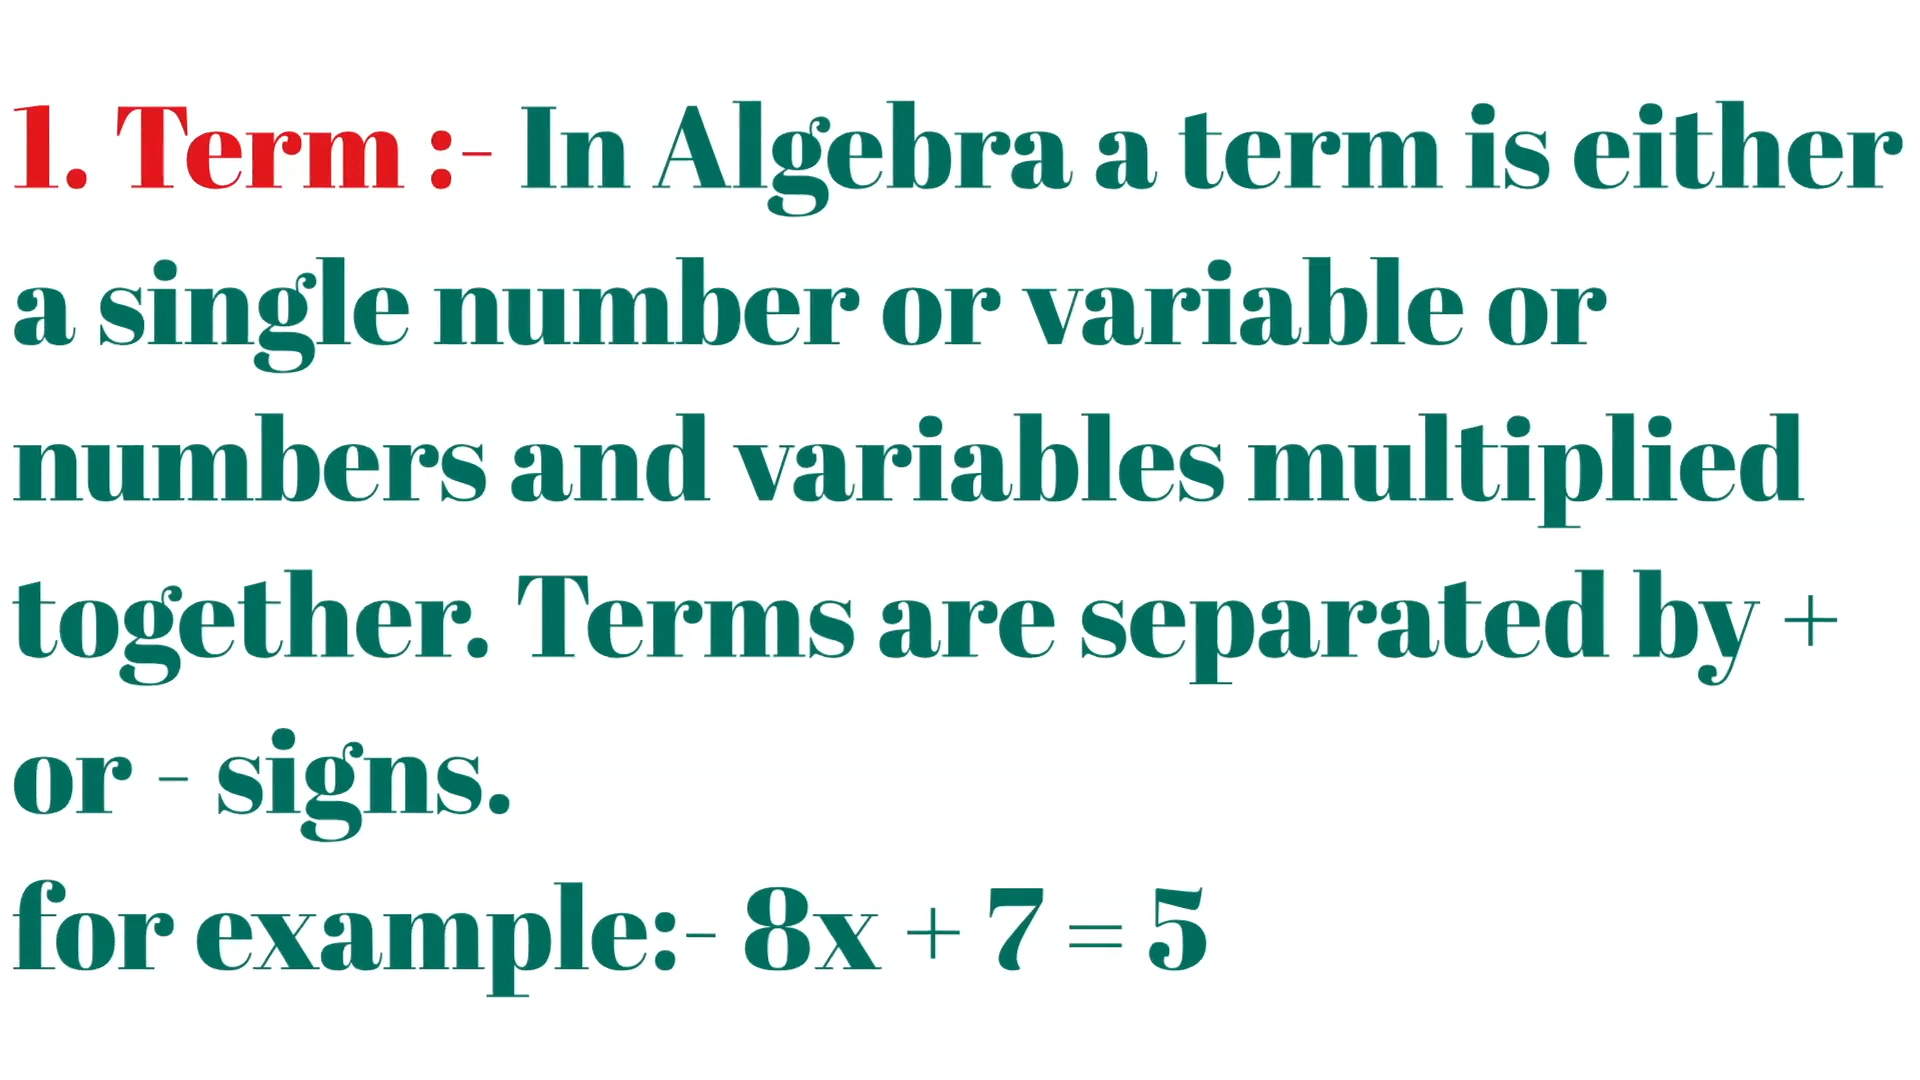 1. Term :- In Algebra a term is either
a single number or variable or
numbers and variables multiplied
together. Terms are separated by +
or - signs.
for example:- 8x + 7 = 5